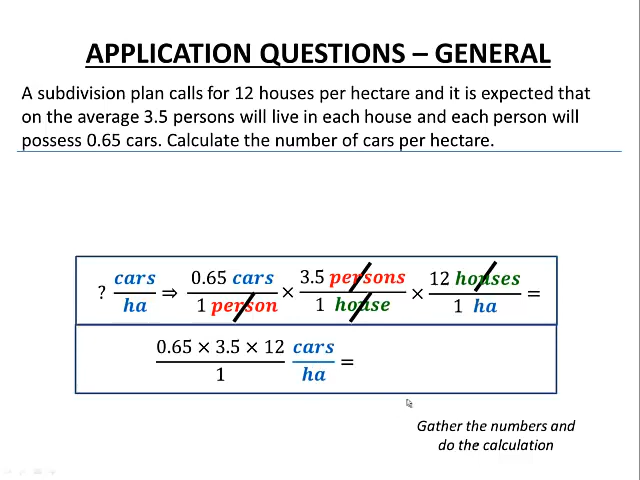 APPLICATION QUESTIONS – GENERAL
A subdivision plan calls for 12 houses per hectare and it is expected that
on the average 3.5 persons will live in each house and each person will
possess 0.65 cars. Calculate the number of cars per hectare.
? cars/ha ⇒ 0.65 cars/1 person × 3.5 persons/1 house × 12 houses/1 ha =
0.65 × 3.5 × 12/1 cars/ha =
Gather the numbers and
do the calculation